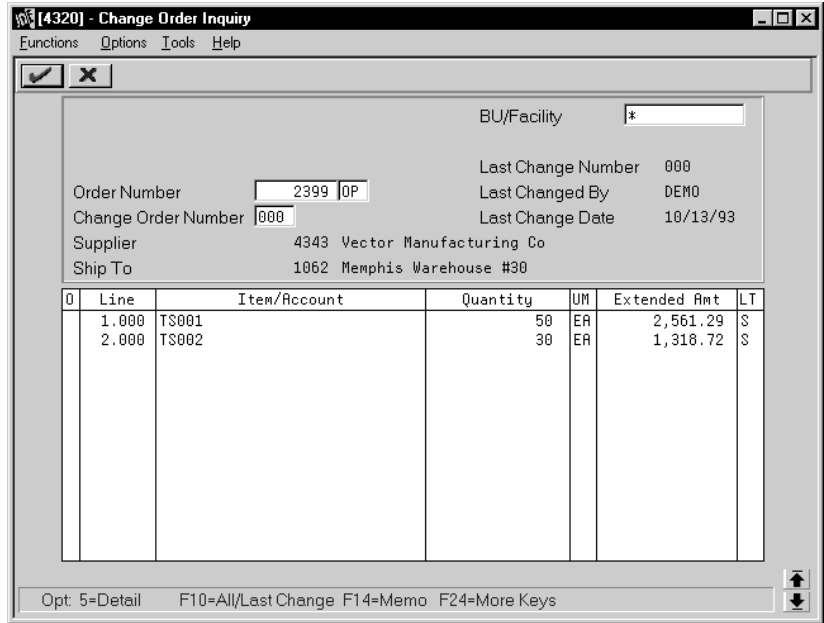 JDE [4320] - Change Order Inquiry
Functions Options Tools Help
BU/Facility *
Last Change Number 000
Order Number 2399 OP Last Changed By DEMO
Change Order Number 000 Last Change Date 10/13/93
Supplier 4343 Vector Manufacturing Co
Ship To 1062 Memphis Warehouse #30
O Line Item/Account Quantity UM Extended Amt LT
1.000 TS001 50 EA 2,561.29 S
2.000 TS002 30 EA 1,318.72 S
Opt: 5=Detail F10=All/Last Change F14=Memo F24=More Keys